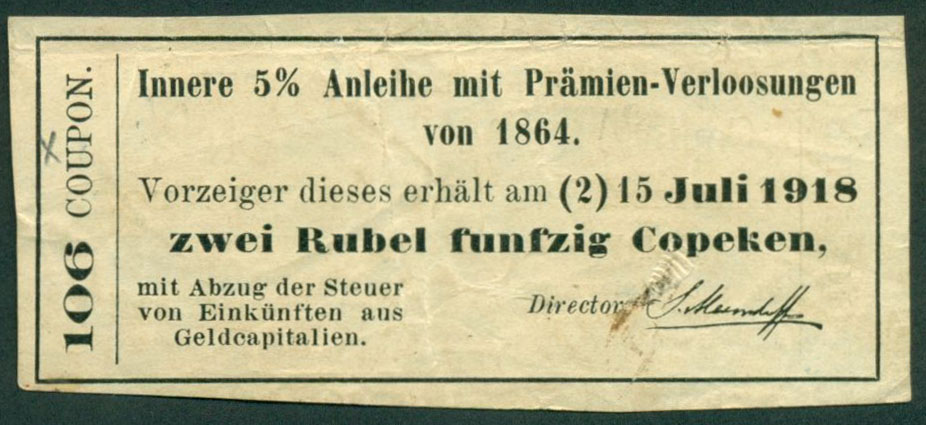 106 COUPON.
Innere 5% Anleihe mit Prämien-Verloosungen
von 1864.
Vorzeiger dieses erhält am (2) 15 Juli 1918
zwei Rubel funfzig Copeken,
mit Abzug der Steuer
von Einkünften aus
Geldcapitalien.
Director